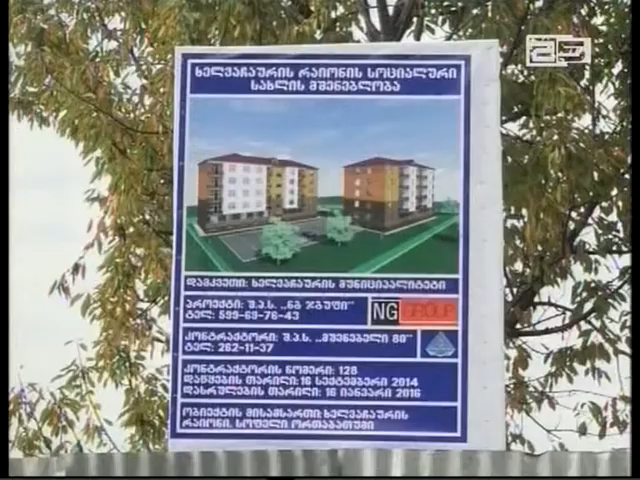 ხელვაჩაურის რაიონის სოციალური
სახლის მშენებლობა
დამკვეთი: ხელვაჩაურის მუნიციპალიტეტი
პროექტი: შ.პ.ს. „ნგ ჯგუფი"
ტელ: 599-69-76-43
NG GROUP
კონტრაქტორი: შ.პ.ს. „მშენებელი 80"
ტელ: 262-11-37
კონტრაქტორის ნომერი: 128
დაწყების თარიღი: 16 სექტემბერი 2014
დასრულების თარიღი: 16 იანვარი 2016
ობიექტის მისამართი: ხელვაჩაურის
რაიონი, სოფელი ორთაბათუმი